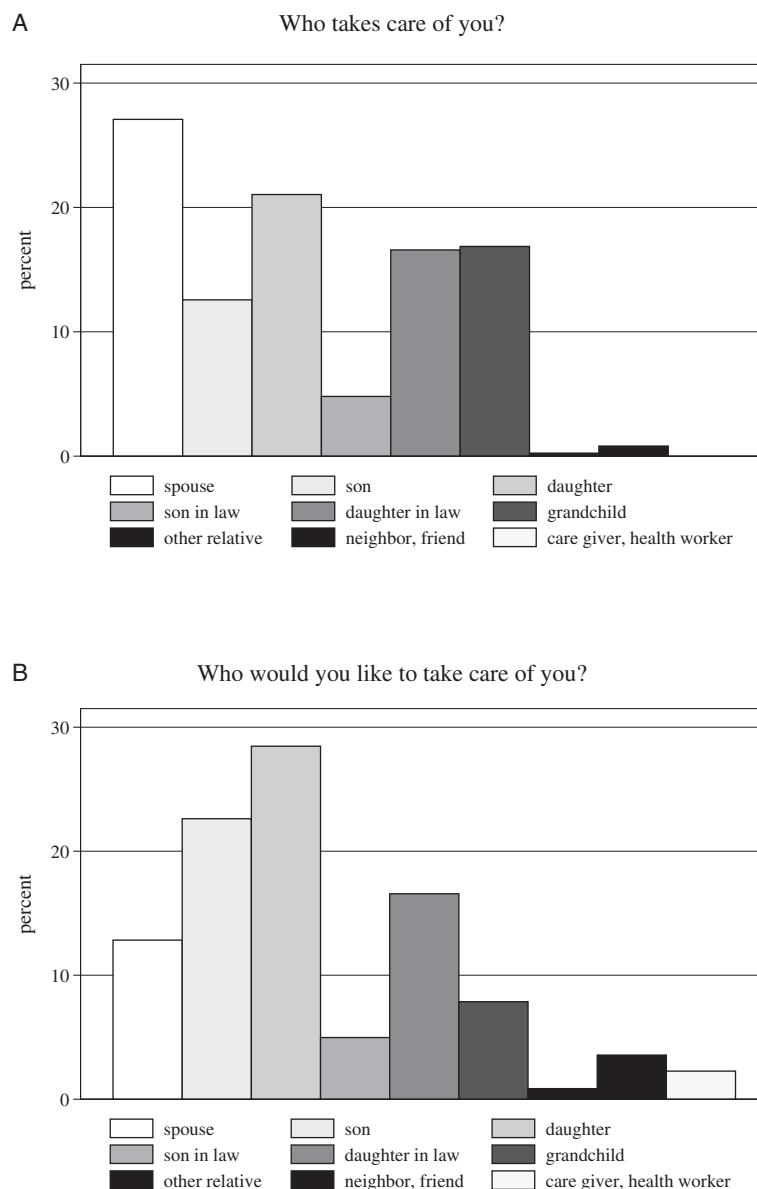 A Who takes care of you?
30
20
10
0
percent
spouse son daughter
son in law daughter in law grandchild
other relative neighbor, friend care giver, health worker
B Who would you like to take care of you?
30
20
10
0
percent
spouse son daughter
son in law daughter in law grandchild
other relative neighbor, friend care giver, health worker